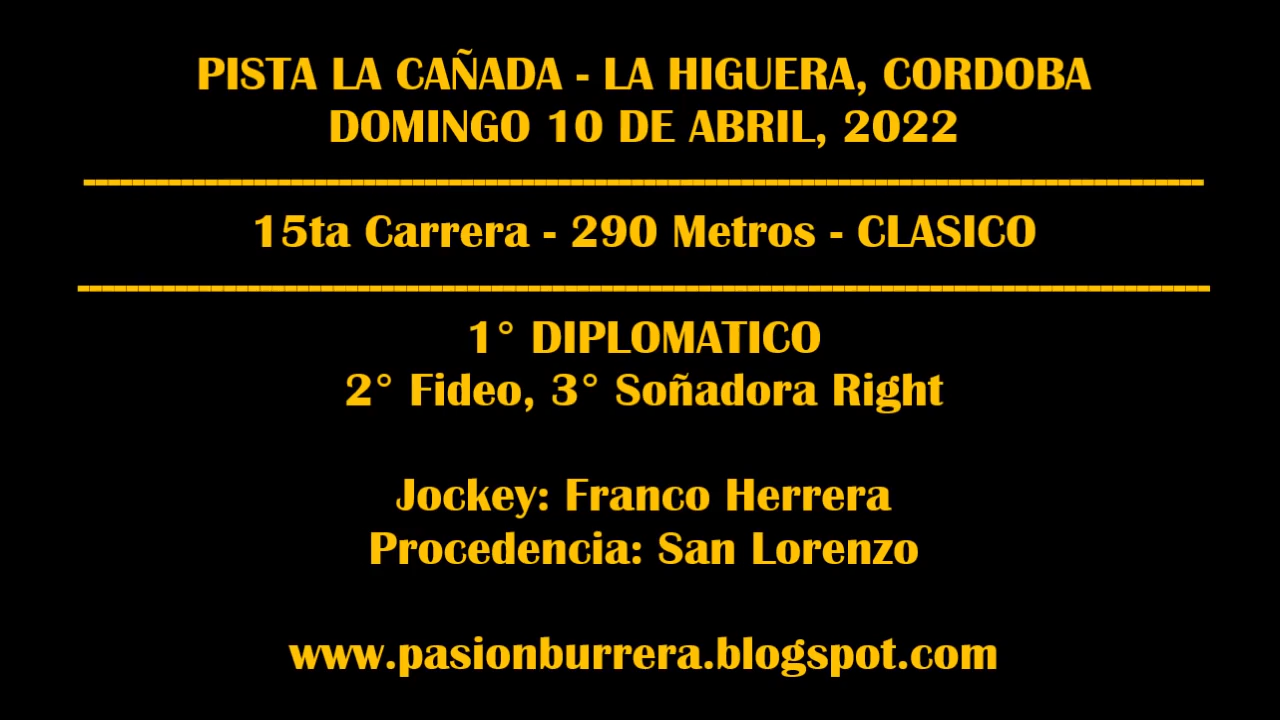 PISTA LA CAÑADA - LA HIGUERA, CORDOBA
DOMINGO 10 DE ABRIL, 2022
15ta Carrera - 290 Metros - CLASICO
1° DIPLOMATICO
2° Fideo, 3° Soñadora Right
Jockey: Franco Herrera
Procedencia: San Lorenzo
www.pasionburrera.blogspot.com